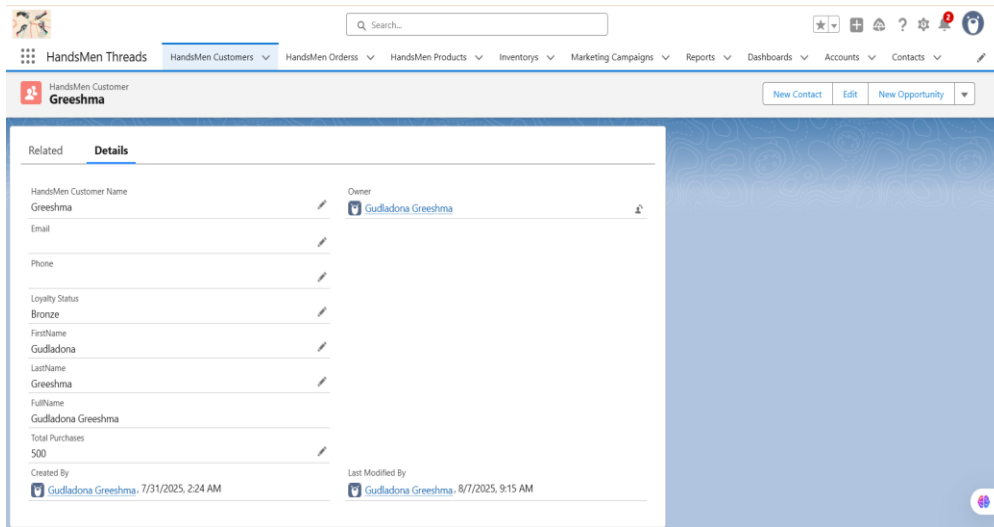 Search...
2
HandsMen Threads HandsMen Customers HandsMen Orderss HandsMen Products Inventorys Marketing Campaigns Reports Dashboards Accounts Contacts
HandsMen Customer
Greeshma
New Contact Edit New Opportunity
Related Details
HandsMen Customer Name
Greeshma
Owner
Gudladona Greeshma
Email
Phone
Loyalty Status
Bronze
FirstName
Gudladona
LastName
Greeshma
FullName
Gudladona Greeshma
Total Purchases
500
Created By
Gudladona Greeshma, 7/31/2025, 2:24 AM
Last Modified By
Gudladona Greeshma, 8/7/2025, 9:15 AM